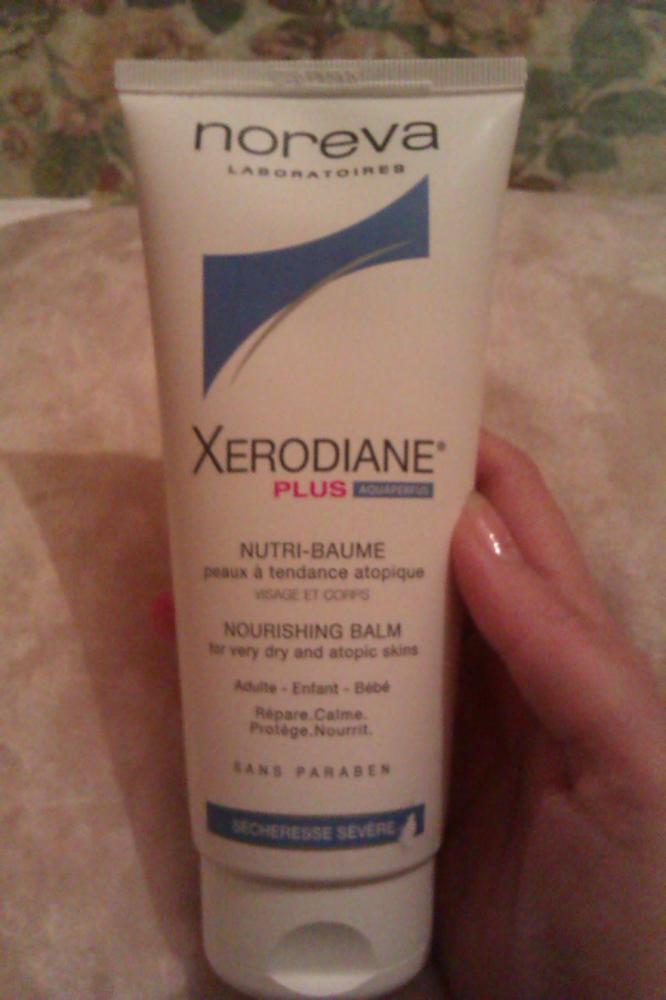 noreva
LABORATOIRES
XERODIANE®
PLUS AQUAPERFUS
NUTRI-BAUME
peaux à tendance atopique
VISAGE ET CORPS
NOURISHING BALM
for very dry and atopic skins
Adulte - Enfant - Bébé
Répare.Calme.
Protège.Nourrit.
SANS PARABEN
SÉCHERESSE SÉVÈRE